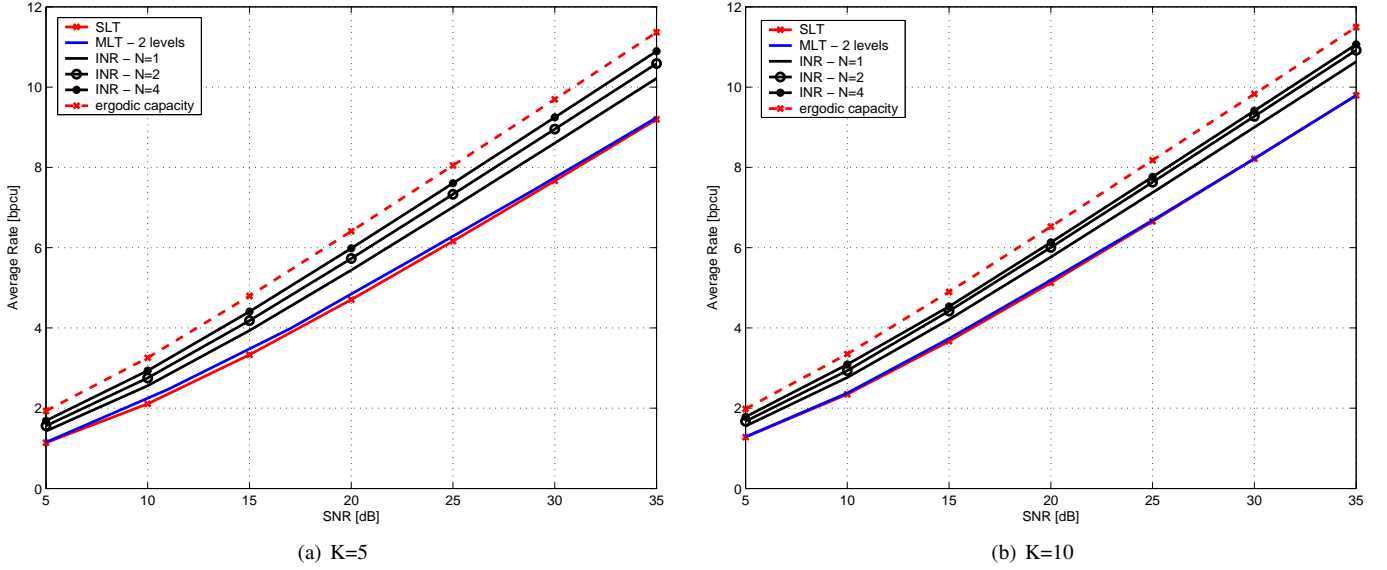 12
10
8
6
4
2
0
Average Rate [bpcu]
SLT
MLT − 2 levels
INR − N=1
INR − N=2
INR − N=4
ergodic capacity
5 10 15 20 25 30 35
SNR [dB]
(a) K=5
12
10
8
6
4
2
0
Average Rate [bpcu]
SLT
MLT − 2 levels
INR − N=1
INR − N=2
INR − N=4
ergodic capacity
5 10 15 20 25 30 35
SNR [dB]
(b) K=10